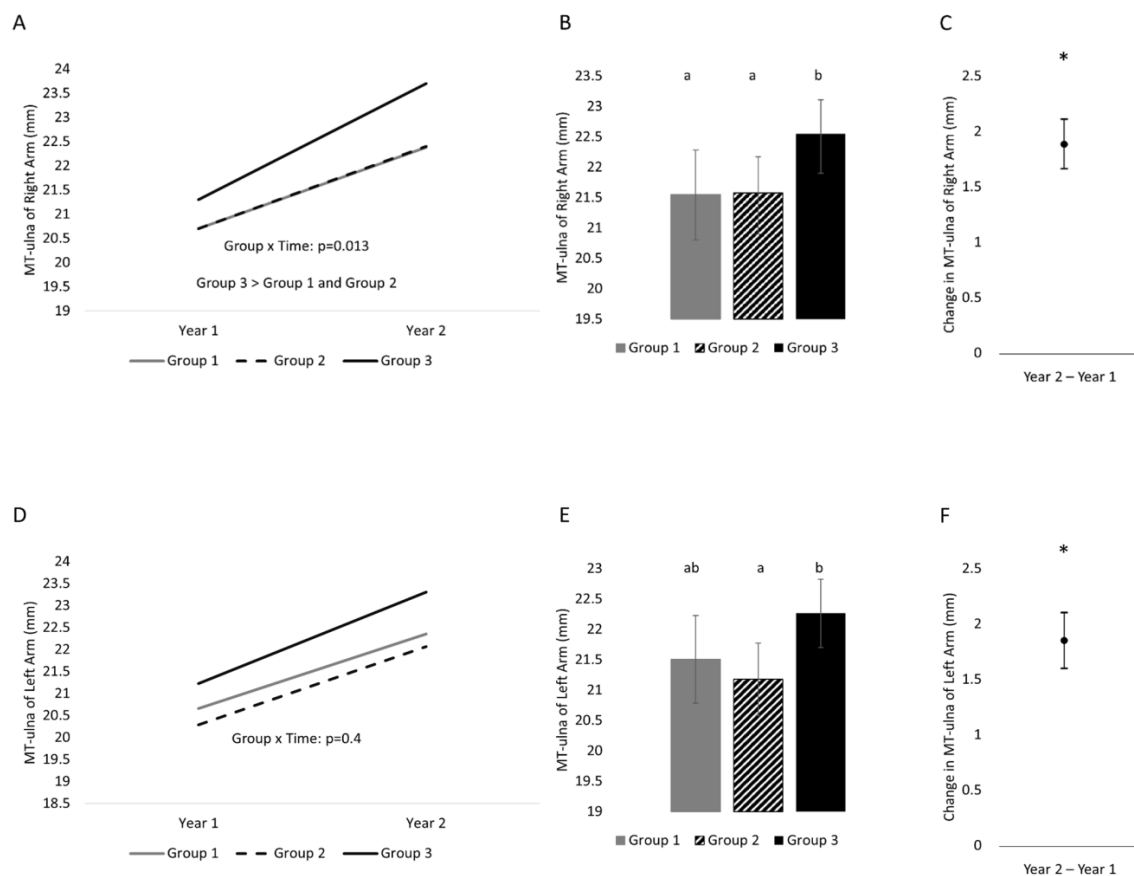 A
MT-ulna of Right Arm (mm)
24
23.5
23
22.5
22
21.5
21
20.5
20
19.5
19
Group x Time: p=0.013
Group 3 > Group 1 and Group 2
Year 1 Year 2
Group 1 Group 2 Group 3
B
MT-ulna of Right Arm (mm)
23.5
23
22.5
22
21.5
21
20.5
20
19.5
a a b
Group 1 Group 2 Group 3
C
Change in MT-ulna of Right Arm (mm)
2.5
2
1.5
1
0.5
0
*
Year 2 – Year 1
D
MT-ulna of Left Arm (mm)
24
23.5
23
22.5
22
21.5
21
20.5
20
19.5
19
18.5
Group x Time: p=0.4
Year 1 Year 2
Group 1 Group 2 Group 3
E
MT-ulna of Left Arm (mm)
23
22.5
22
21.5
21
20.5
20
19.5
19
ab a b
Group 1 Group 2 Group 3
F
Change in MT-ulna of Left Arm (mm)
2.5
2
1.5
1
0.5
0
*
Year 2 – Year 1